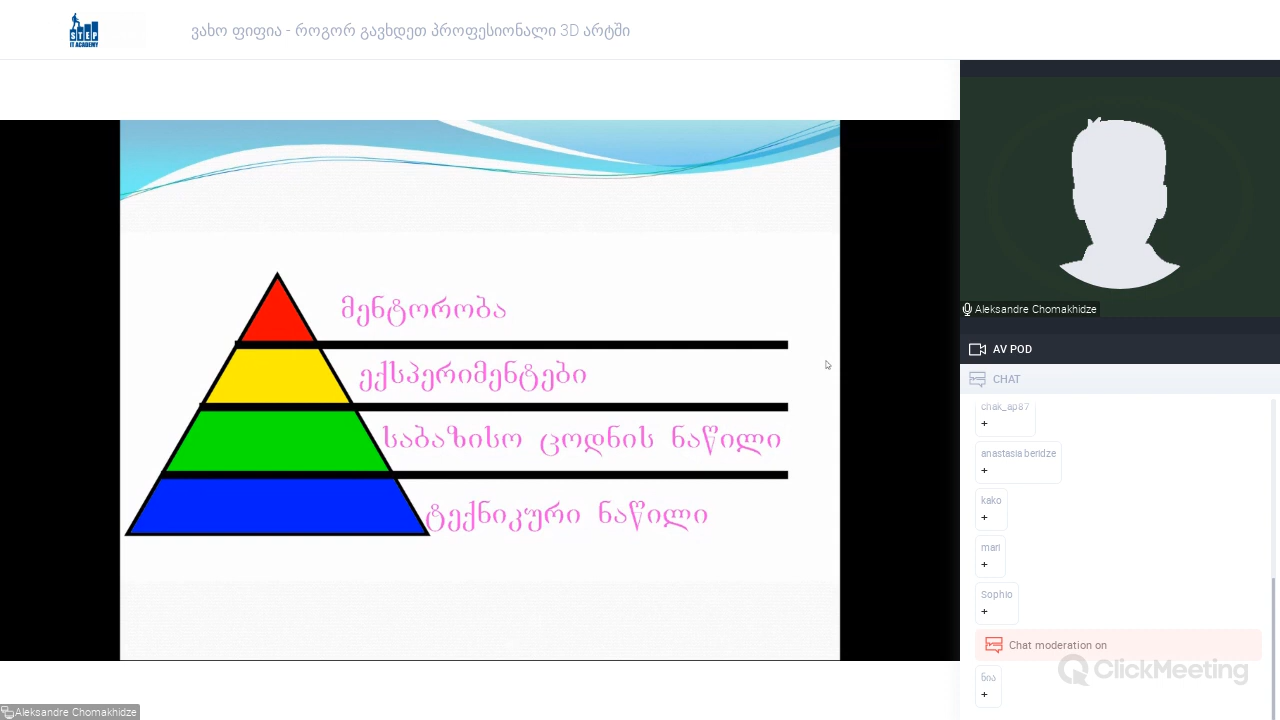 STEP
IT ACADEMY
ვახო ფიფია - როგორ გავხდეთ პროფესიონალი 3D არტში
მენტორობა
ექსპერიმენტები
საბაზისო ცოდნის ნაწილი
ტექნიკური ნაწილი
Aleksandre Chomakhidze
Aleksandre Chomakhidze
AV POD
CHAT
chak_ap87
+
anastasia beridze
+
kako
+
mari
+
Sophio
+
Chat moderation on
ClickMeeting
ნია
+